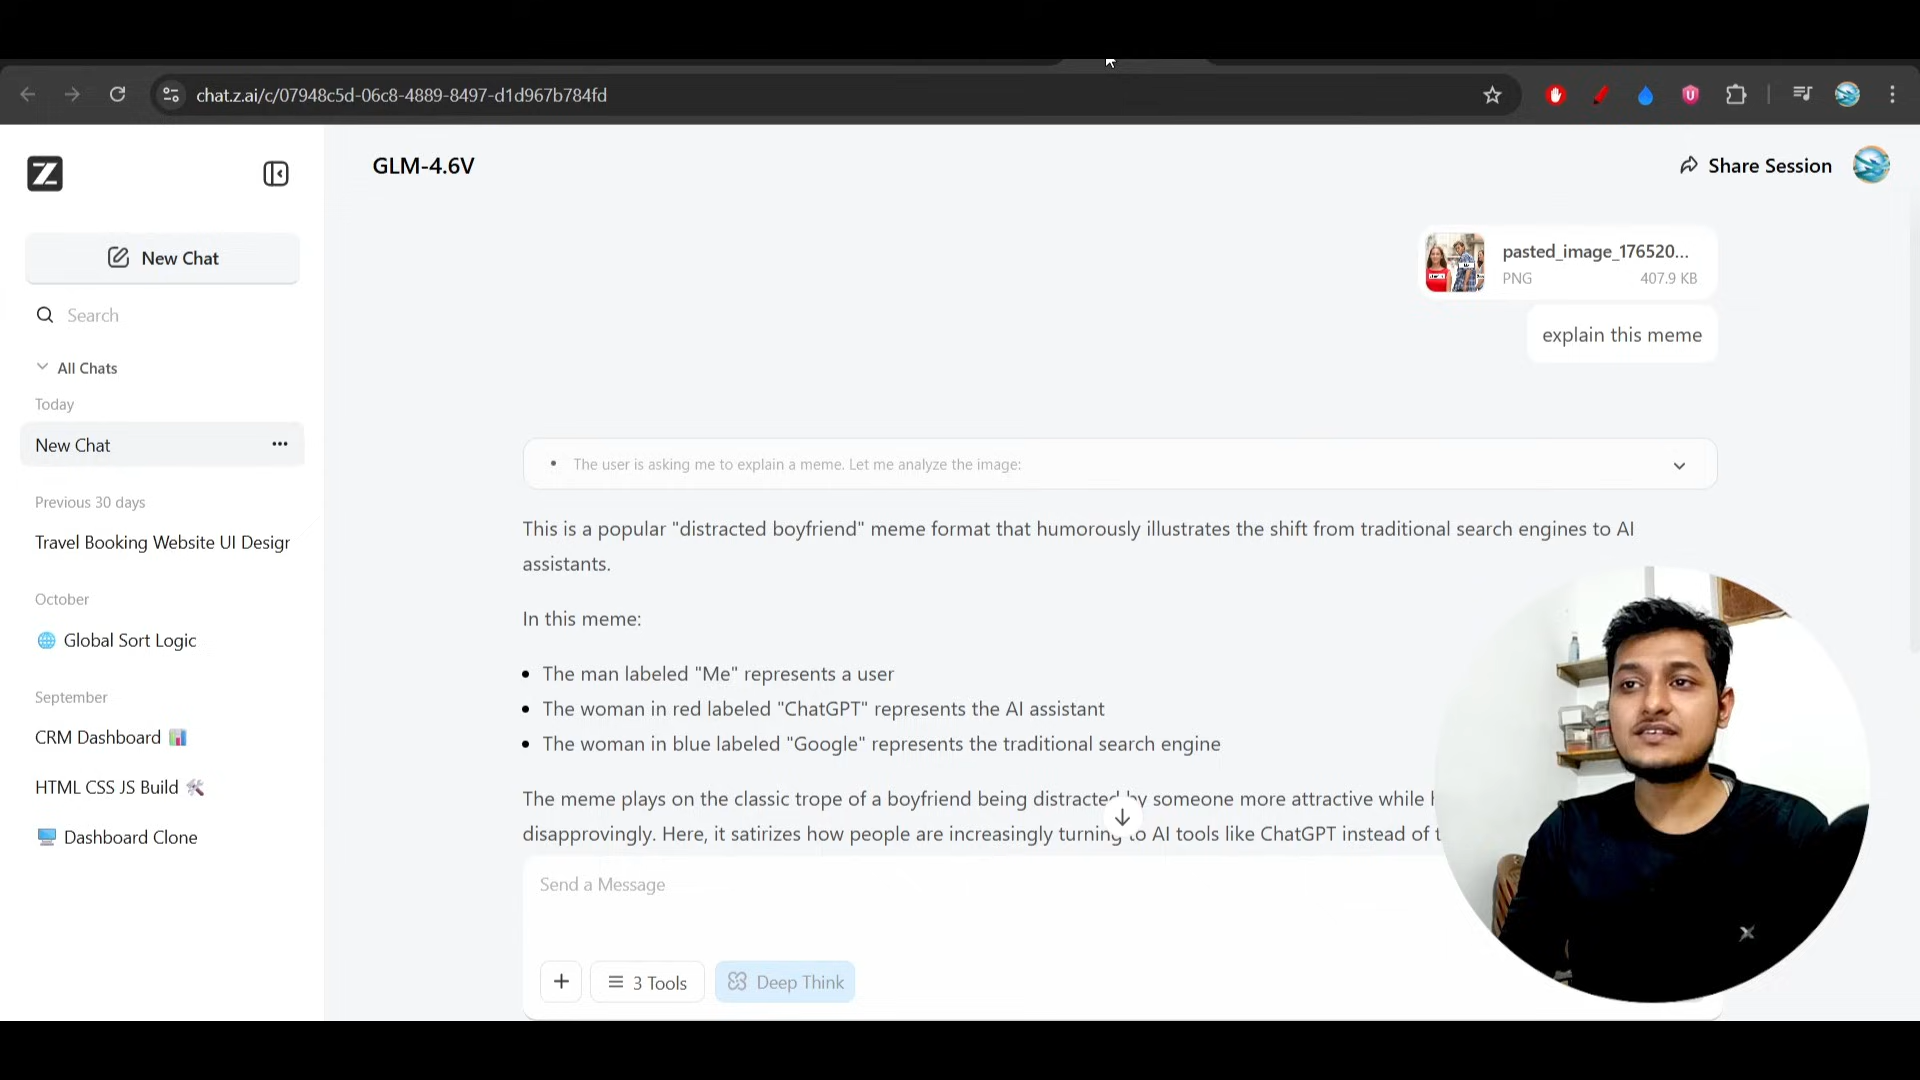 chat.z.ai/c/07948c5d-06c8-4889-8497-d1d967b784fd
GLM-4.6V
Share Session
New Chat
Search
All Chats
Today
New Chat
Previous 30 days
Travel Booking Website UI Desigr
October
🌐 Global Sort Logic
September
CRM Dashboard 📊
HTML CSS JS Build 🛠️
🖥️ Dashboard Clone
pasted_image_176520...
PNG 407.9 KB
explain this meme
The user is asking me to explain a meme. Let me analyze the image:
This is a popular "distracted boyfriend" meme format that humorously illustrates the shift from traditional search engines to AI
assistants.
In this meme:
• The man labeled "Me" represents a user
• The woman in red labeled "ChatGPT" represents the AI assistant
• The woman in blue labeled "Google" represents the traditional search engine
The meme plays on the classic trope of a boyfriend being distracted by someone more attractive while
disapprovingly. Here, it satirizes how people are increasingly turning to AI tools like ChatGPT instead of
Send a Message
3 Tools
Deep Think